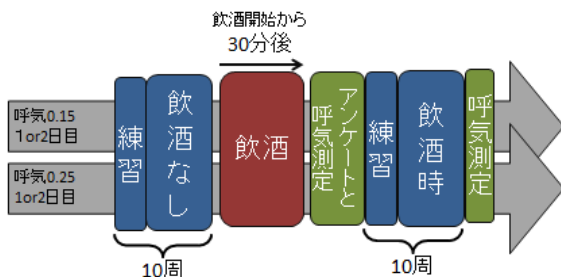 飲酒開始から
30分後
呼気0.15
1or2日目
呼気0.25
1or2日目
練習
飲酒なし
飲酒
アンケートと
呼気測定
練習
飲酒時
呼気測定
10周
10周